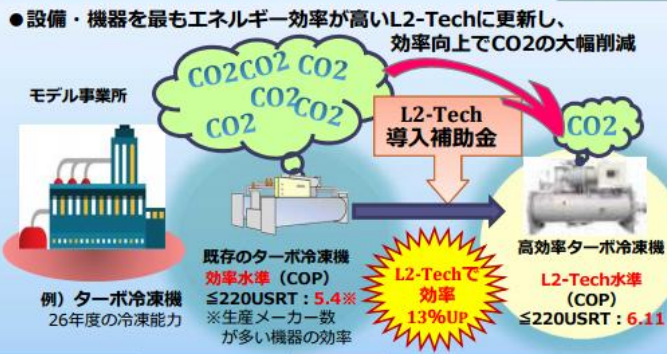 ●設備・機器を最もエネルギー効率が高いL2-Techに更新し、
効率向上でCO2の大幅削減
モデル事業所
CO2CO2 CO2
CO2CO2
CO2
L2-Tech
導入補助金
CO2
既存のターボ冷凍機
効率水準（COP）
≦220USRT：5.4※
※生産メーカー数
が多い機器の効率
例）ターボ冷凍機
26年度の冷凍能力
L2-Techで
効率
13%UP
高効率ターボ冷凍機
L2-Tech水準
（COP）
≦220USRT：6.11